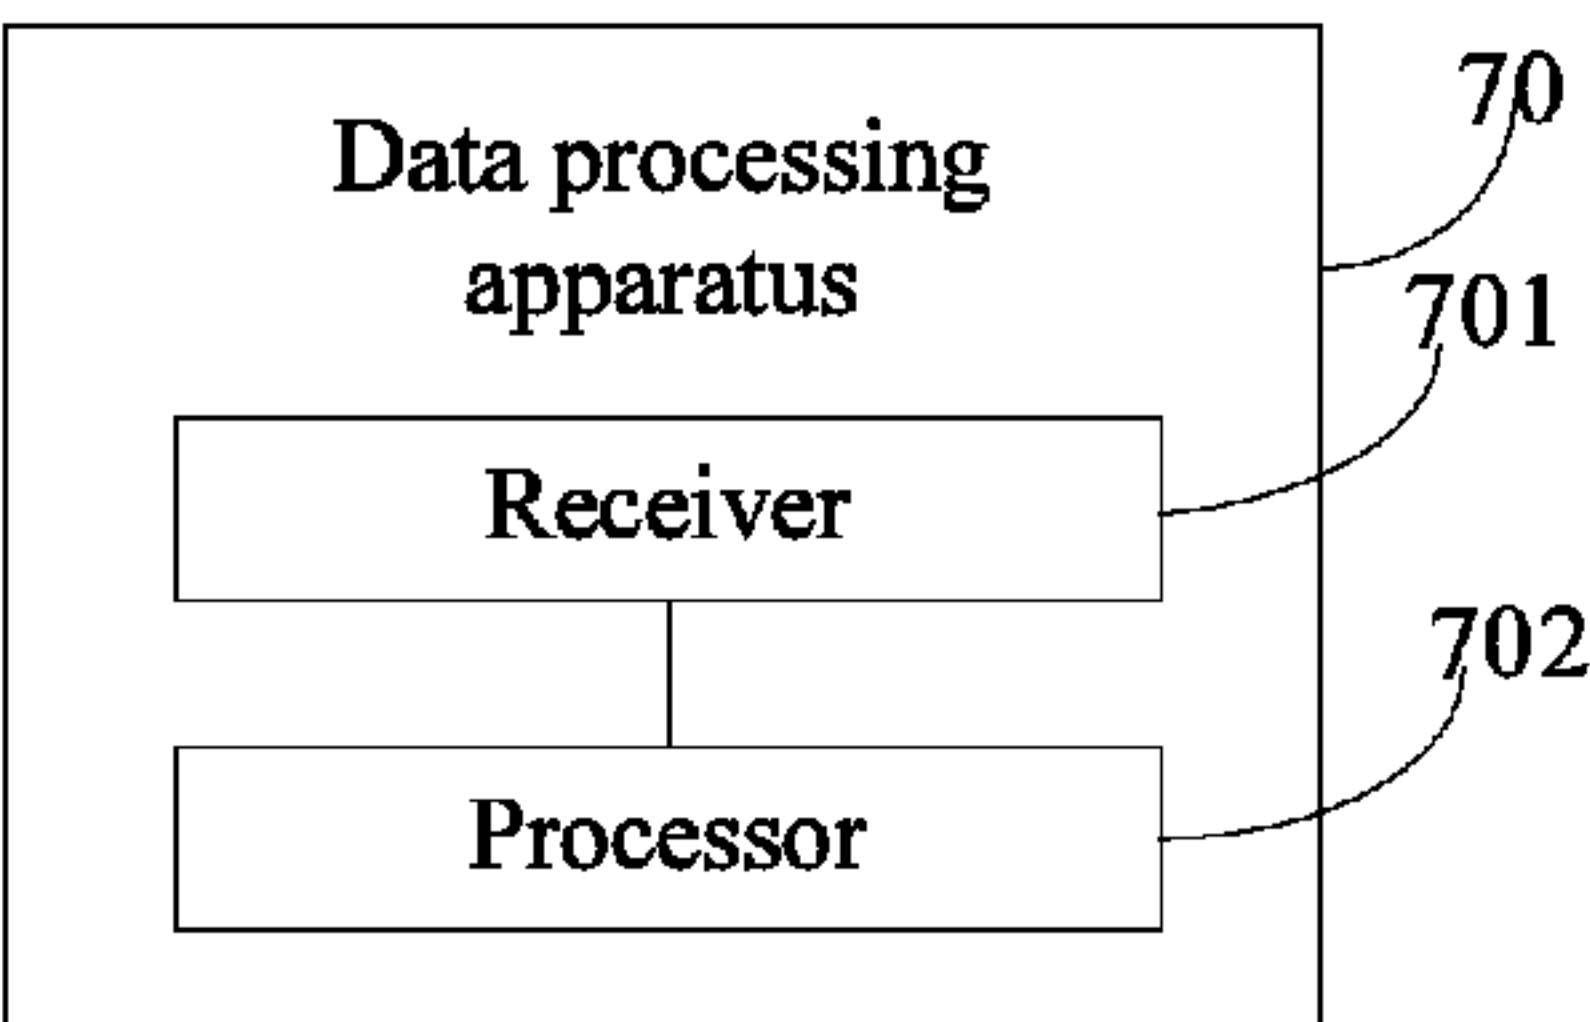 70
Data processing
apparatus
701
Receiver
702
Processor